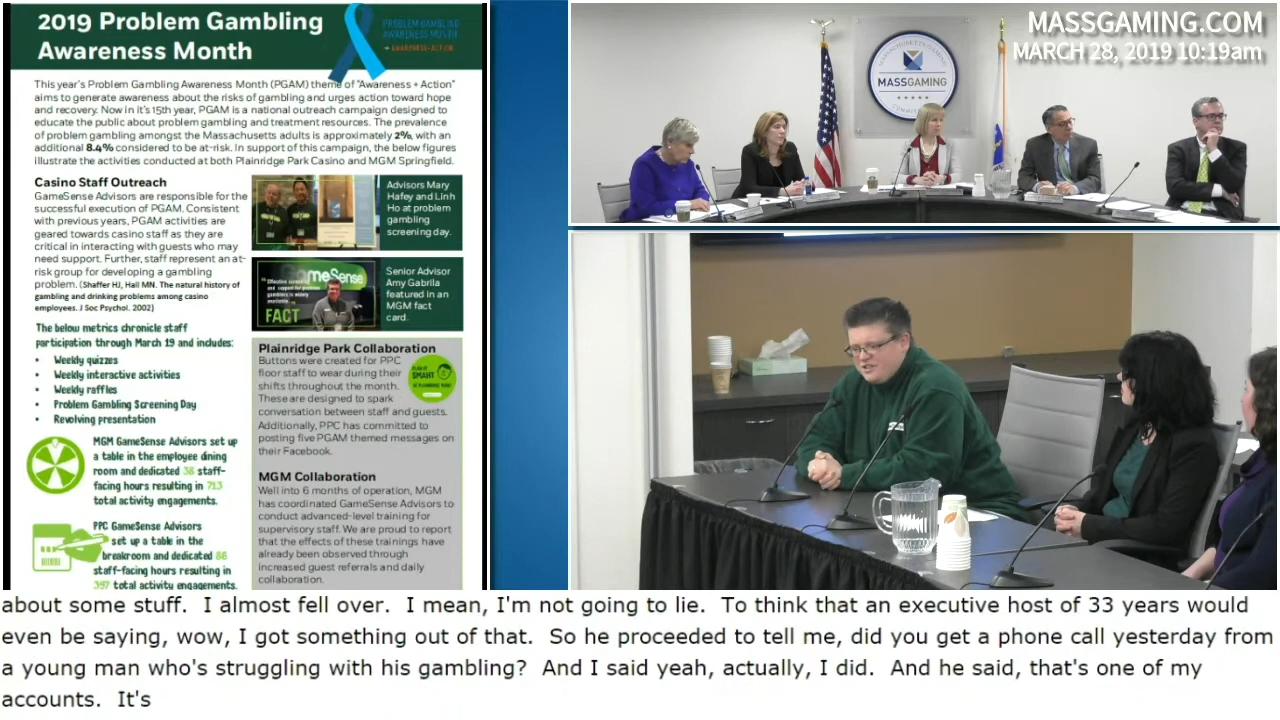 2019 Problem Gambling
Awareness Month
PROBLEM GAMBLING
AWARENESS MONTH
AWARENESS + ACTION
This year's Problem Gambling Awareness Month (PGAM) theme of "Awareness + Action"
aims to generate awareness about the risks of gambling and urges action toward hope
and recovery. Now in it's 15th year, PGAM is a national outreach campaign designed to
educate the public about problem gambling and treatment resources. The prevalence
of problem gambling amongst the Massachusetts adults is approximately 2%, with an
additional 8.4% considered to be at-risk. In support of this campaign, the below figures
illustrate the activities conducted at both Plainridge Park Casino and MGM Springfield.
Casino Staff Outreach
GameSense Advisors are responsible for the
successful execution of PGAM. Consistent
with previous years, PGAM activities are
geared towards casino staff as they are
critical in interacting with guests who may
need support. Further, staff represent an at-
risk group for developing a gambling
problem. (Shaffer HJ, Hall MN. The natural history of
gambling and drinking problems among casino
employees. J Soc Psychol. 2002)
The below metrics chronicle staff
participation through March 19 and includes:
• Weekly quizzes
• Weekly interactive activities
• Weekly raffles
• Problem Gambling Screening Day
• Revolving presentation
MGM GameSense Advisors set up
a table in the employee dining
room and dedicated 38 staff-
facing hours resulting in 713
total activity engagements.
PPC GameSense Advisors
set up a table in the
breakroom and dedicated 86
staff-facing hours resulting in
397 total activity engagements.
Advisors Mary
Hafey and Linh
Ho at problem
gambling
screening day.
GameSense
FACT
Senior Advisor
Amy Gabrila
featured in an
MGM fact
card.
Plainridge Park Collaboration
Buttons were created for PPC
floor staff to wear during their
shifts throughout the month.
These are designed to spark
conversation between staff and guests.
Additionally, PPC has committed to
posting five PGAM themed messages on
their Facebook.
MGM Collaboration
Well into 6 months of operation, MGM
has coordinated GameSense Advisors to
conduct advanced-level training for
supervisory staff. We are proud to report
that the effects of these trainings have
already been observed through
increased guest referrals and daily
collaboration.
MASSGAMING.COM
MARCH 28, 2019 10:19am
MASSGAMING
about some stuff. I almost fell over. I mean, I'm not going to lie. To think that an executive host of 33 years would
even be saying, wow, I got something out of that. So he proceeded to tell me, did you get a phone call yesterday from
a young man who's struggling with his gambling? And I said yeah, actually, I did. And he said, that's one of my
accounts. It's